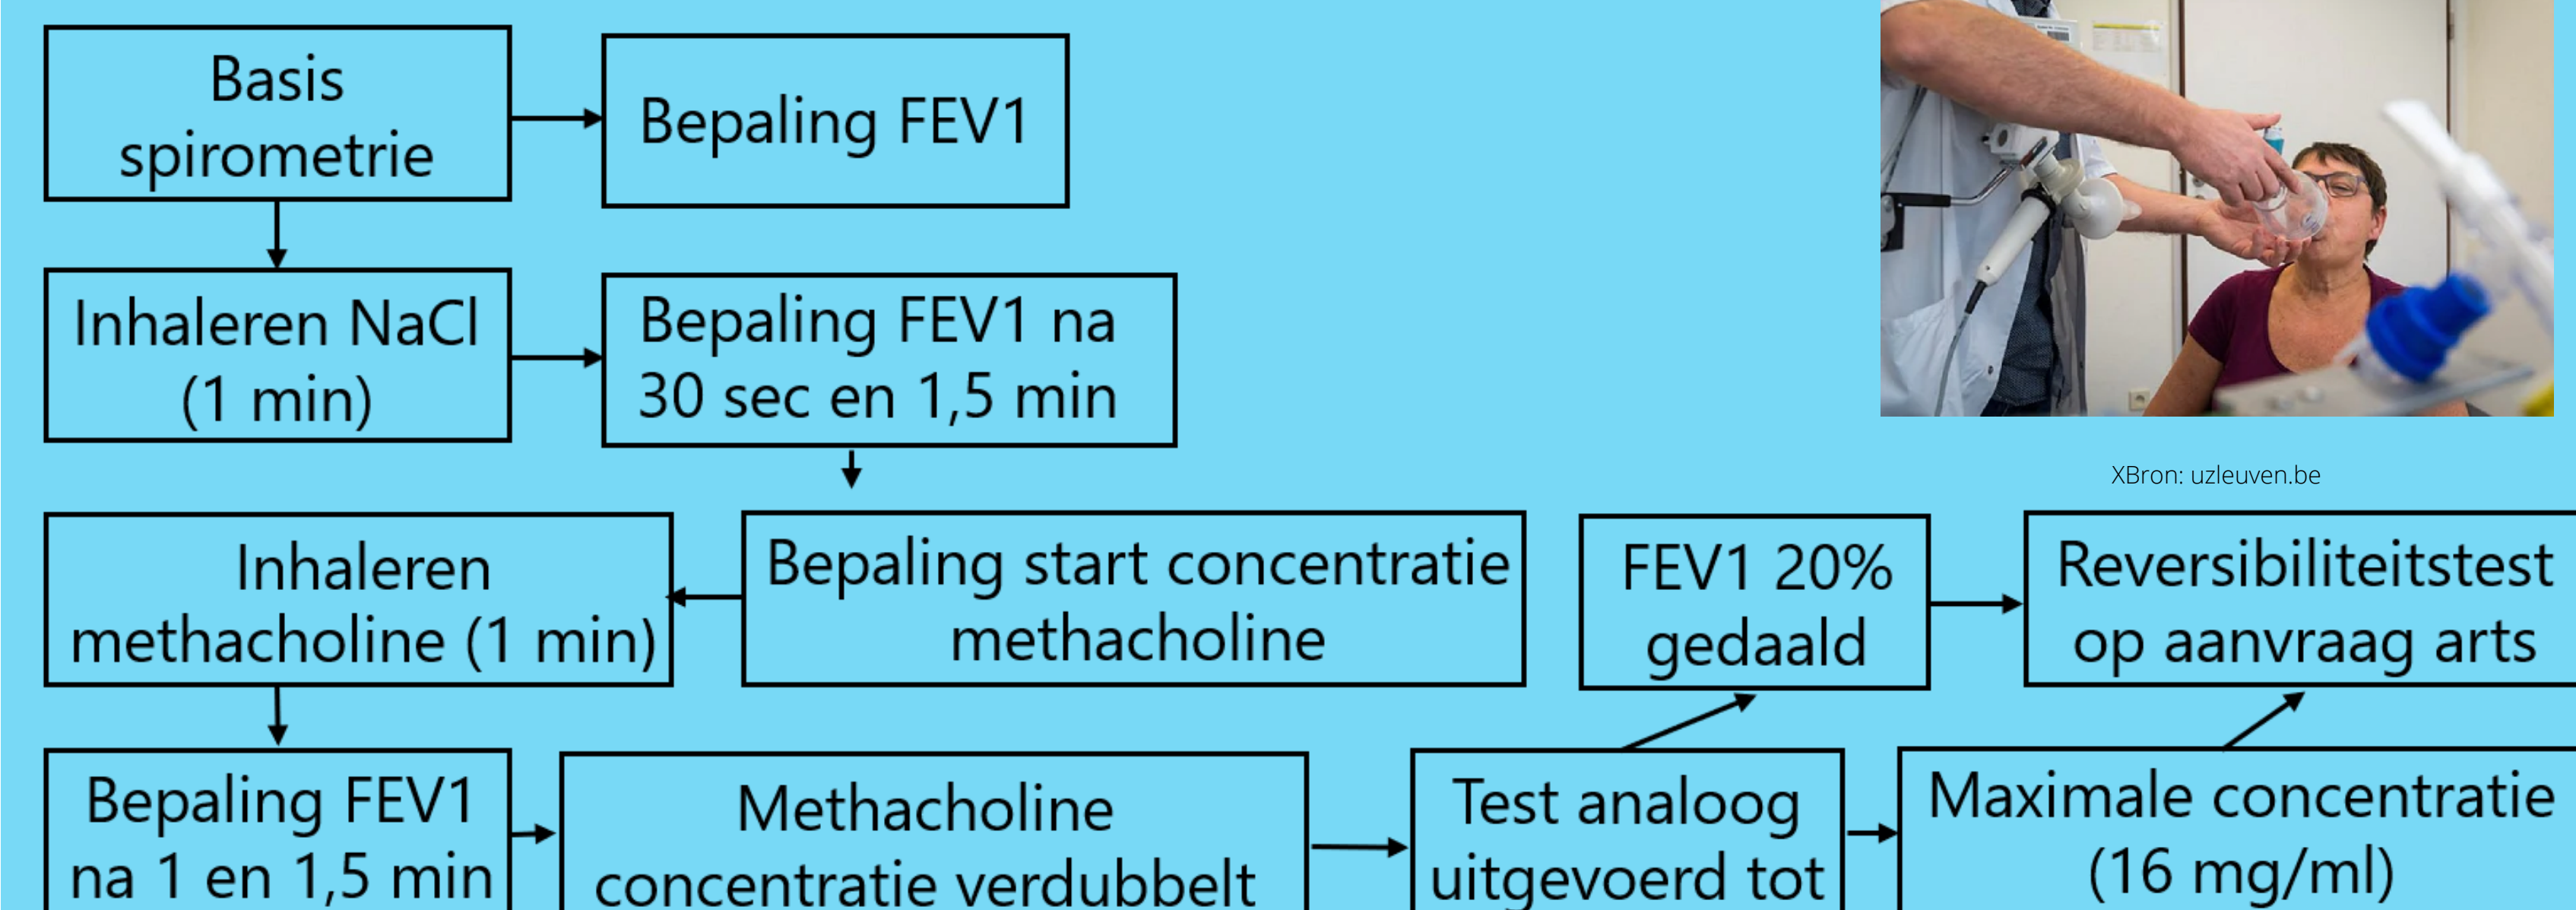 Basis
spirometrie
Bepaling FEV1
Inhaleren NaCl
(1 min)
Bepaling FEV1 na
30 sec en 1,5 min
XBron: uzleuven.be
Inhaleren
methacholine (1 min)
Bepaling start concentratie
methacholine
FEV1 20%
gedaald
Reversibiliteitstest
op aanvraag arts
Bepaling FEV1
na 1 en 1,5 min
Methacholine
concentratie verdubbelt
Test analoog
uitgevoerd tot
Maximale concentratie
(16 mg/ml)